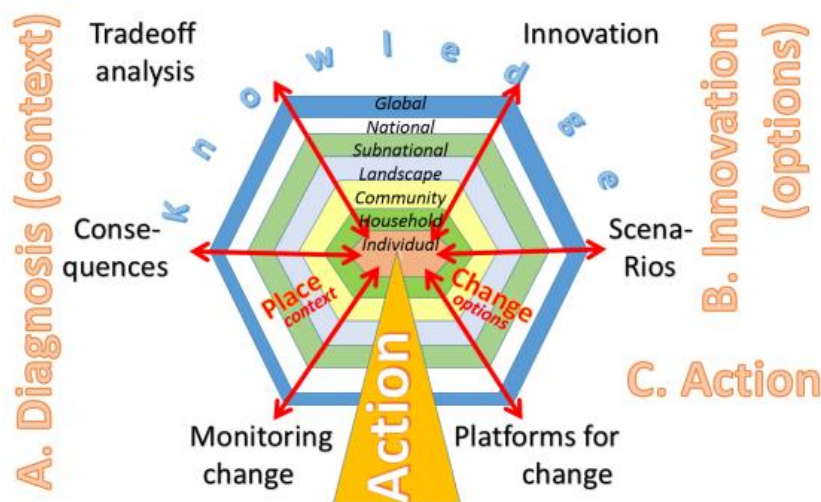 Tradeoff
analysis
Innovation
Knowledge
A. Diagnosis (context)
B. Innovation
(options)
Global
National
Subnational
Landscape
Community
Household
Individual
Conse-
quences
Scena-
Rios
Place
context
Change
options
Action
C. Action
Monitoring
change
Platforms for
change